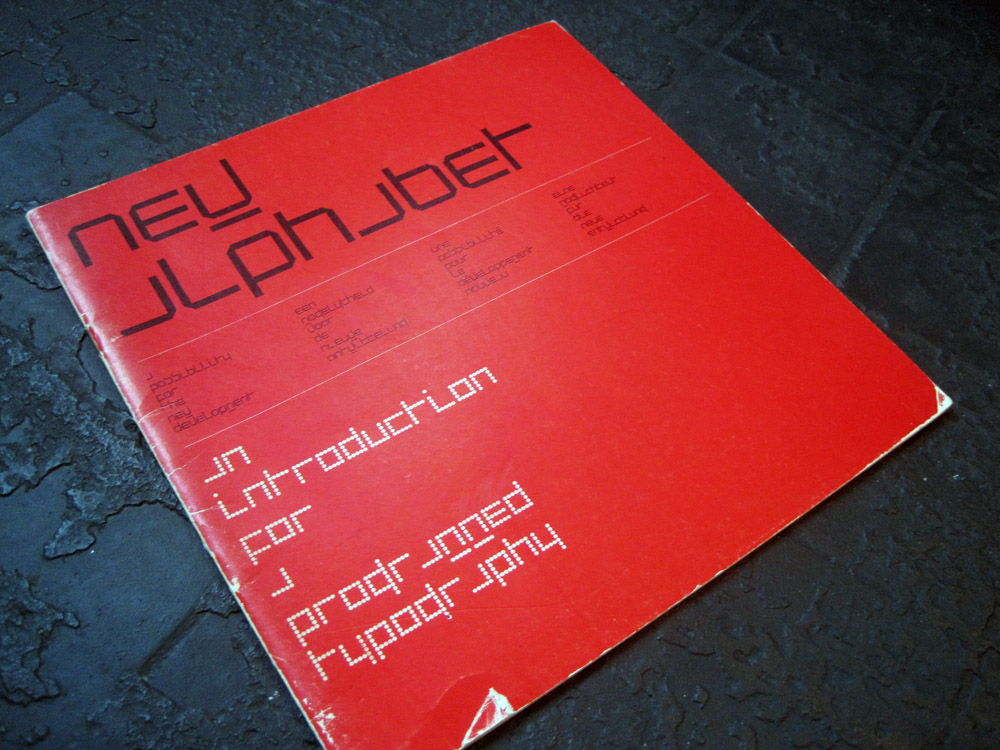 new
alphabet
a
possibility
for
the
new
development
een
mogelijkheid
voor
de
nieuwe
ontwikkeling
une
possibilité
pour
le
développement
nouveau
eine
möglichkeit
für
die
neue
entwicklung
an
introduction
for
a
programmed
typography